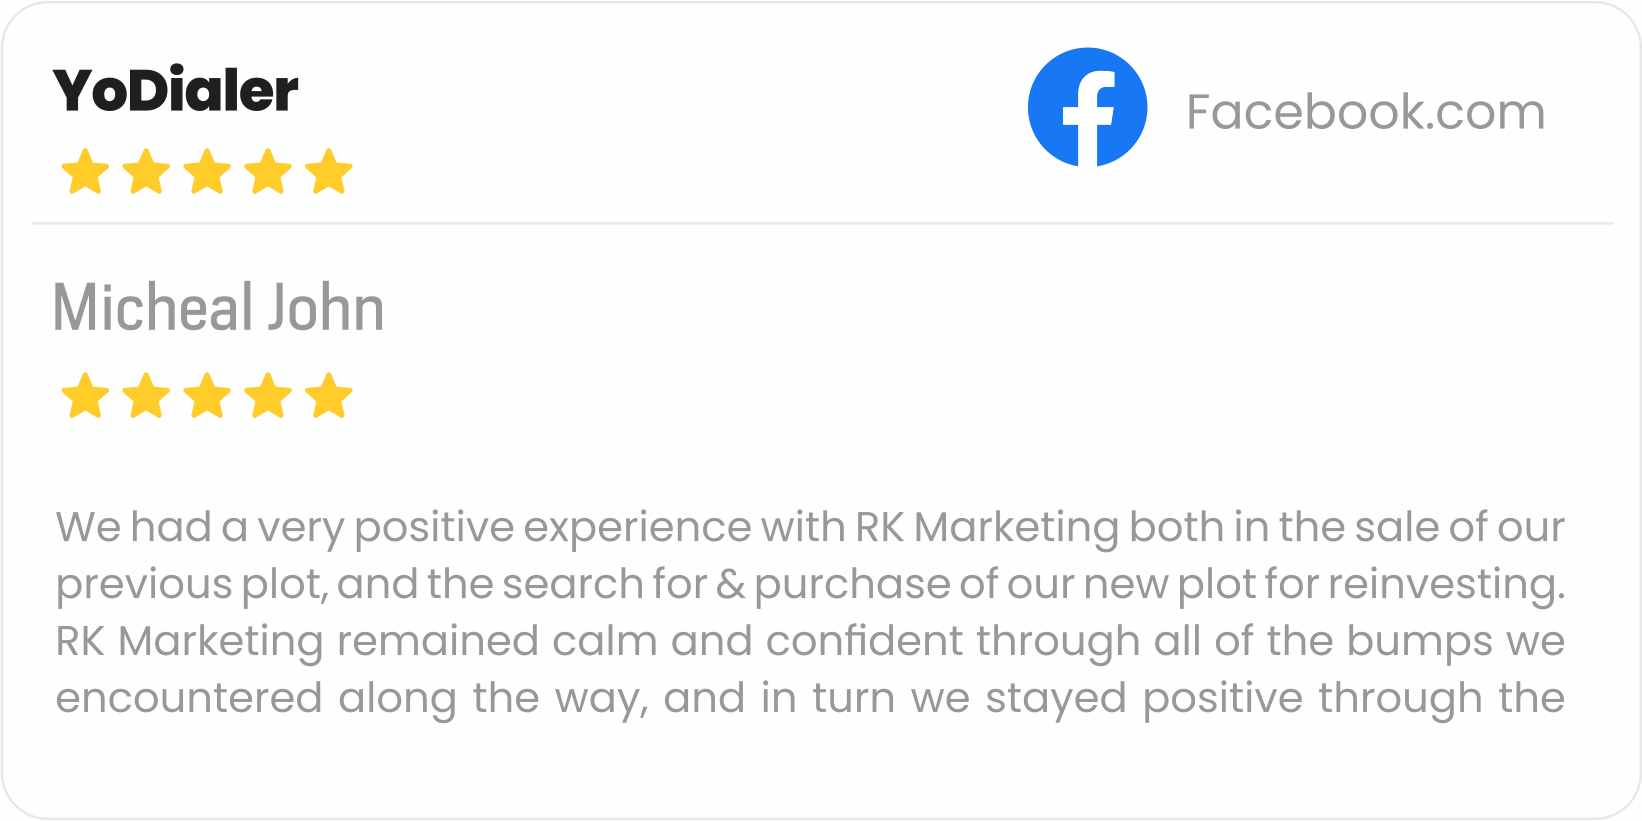 YoDialer
Facebook.com
Micheal John
We had a very positive experience with RK Marketing both in the sale of our
previous plot, and the search for & purchase of our new plot for reinvesting.
RK Marketing remained calm and confident through all of the bumps we
encountered along the way, and in turn we stayed positive through the